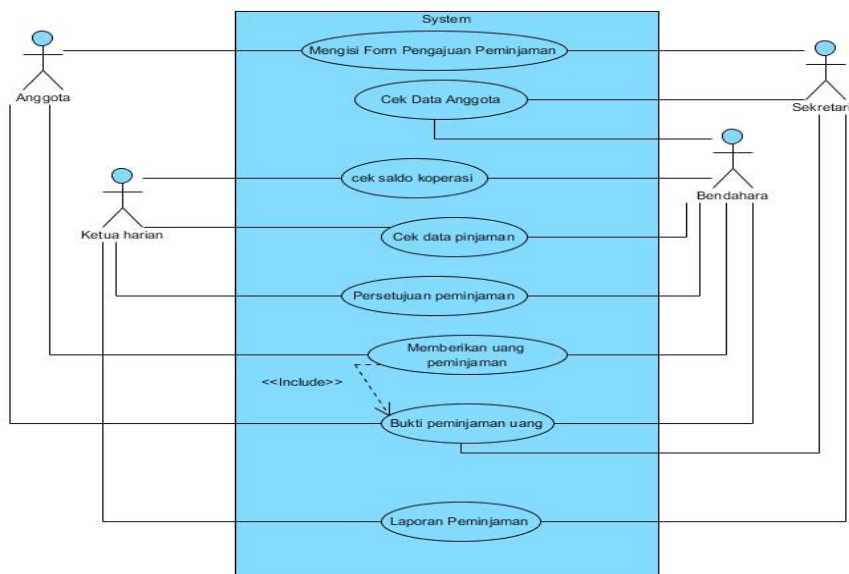 System
Mengisi Form Pengajuan Peminjaman
Anggota
Cek Data Anggota
Sekretari
cek saldo koperasi
Bendahara
Ketua harian
Cek data pinjaman
Persetujuan peminjaman
Memberikan uang
peminjaman
<<Include>>
Bukti peminjaman uang
Laporan Peminjaman